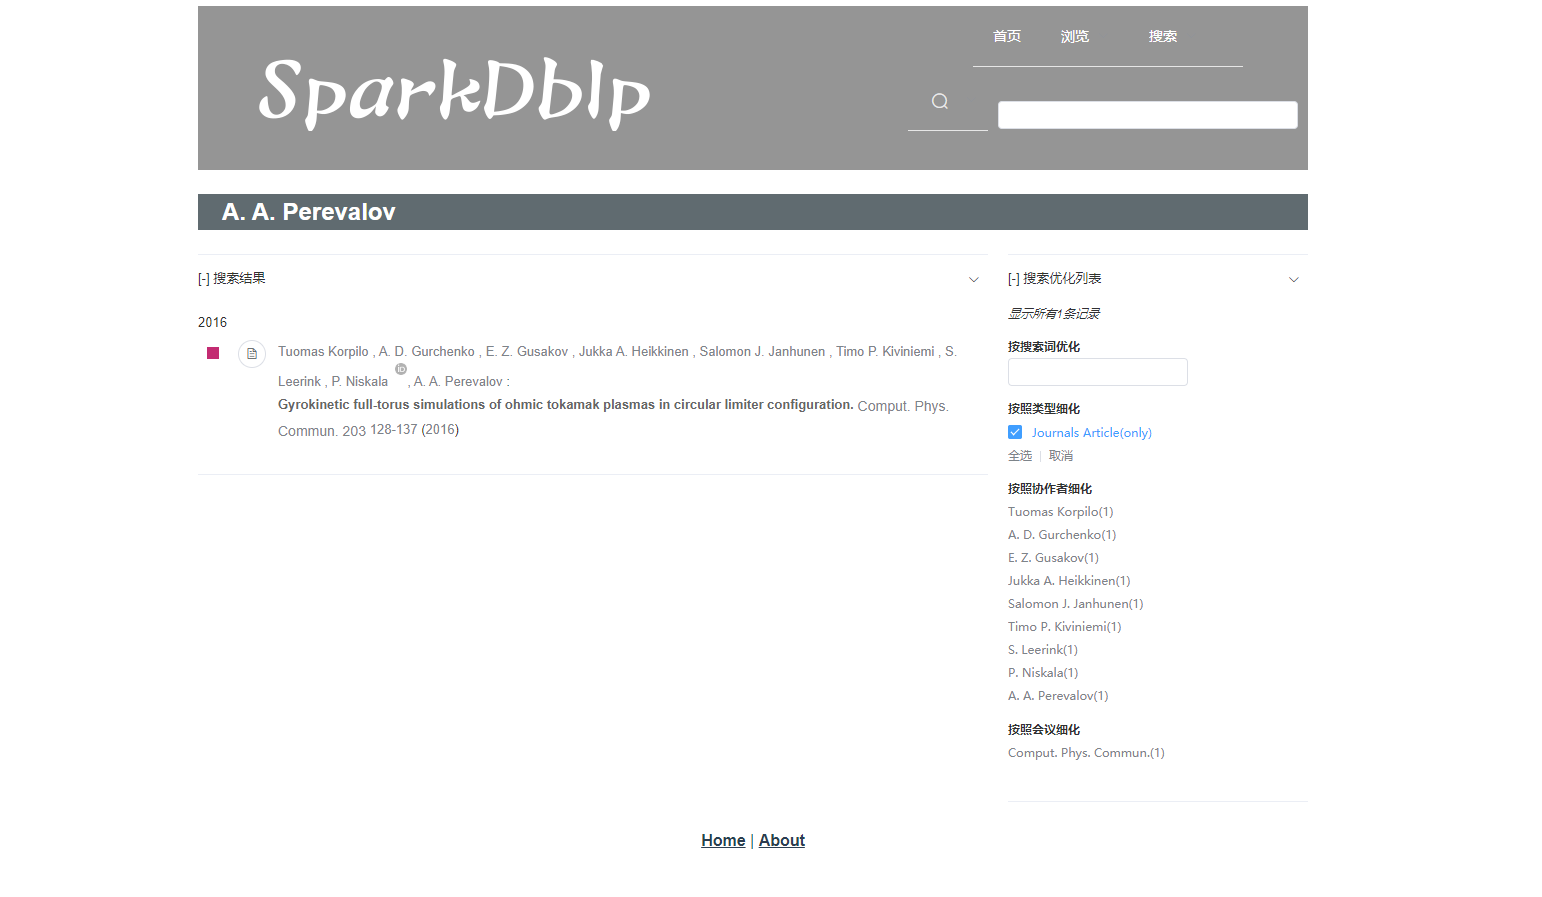 SparkDblp
首页 浏览 搜索
A. A. Perevalov
[-] 搜索结果
2016
Tuomas Korpilo , A. D. Gurchenko , E. Z. Gusakov , Jukka A. Heikkinen , Salomon J. Janhunen , Timo P. Kiviniemi , S.
Leerink , P. Niskala iD , A. A. Perevalov :
Gyrokinetic full-torus simulations of ohmic tokamak plasmas in circular limiter configuration. Comput. Phys.
Commun. 203 128-137 (2016)
[-] 搜索优化列表
显示所有1条记录
按搜索词优化
按照类型细化
Journals Article(only)
全选 | 取消
按照协作者细化
Tuomas Korpilo(1)
A. D. Gurchenko(1)
E. Z. Gusakov(1)
Jukka A. Heikkinen(1)
Salomon J. Janhunen(1)
Timo P. Kiviniemi(1)
S. Leerink(1)
P. Niskala(1)
A. A. Perevalov(1)
按照会议细化
Comput. Phys. Commun.(1)
Home | About